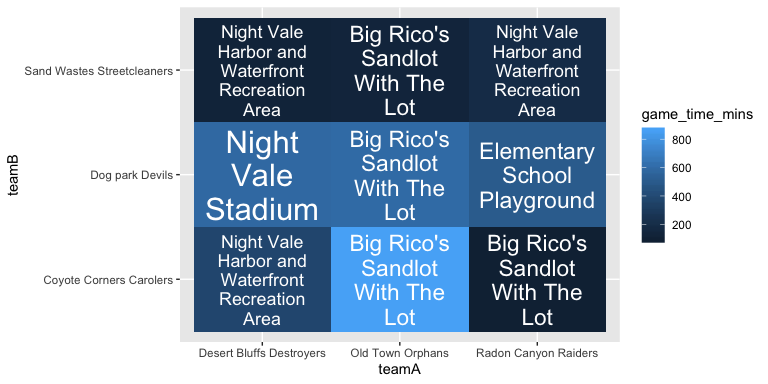 teamB
Sand Wastes Streetcleaners
Dog park Devils
Coyote Corners Carolers
Night Vale
Harbor and
Waterfront
Recreation
Area
Big Rico's
Sandlot
With The
Lot
Night Vale
Harbor and
Waterfront
Recreation
Area
Night
Vale
Stadium
Big Rico's
Sandlot
With The
Lot
Elementary
School
Playground
Night Vale
Harbor and
Waterfront
Recreation
Area
Big Rico's
Sandlot
With The
Lot
Big Rico's
Sandlot
With The
Lot
Desert Bluffs Destroyers
Old Town Orphans
Radon Canyon Raiders
teamA
game_time_mins
800
600
400
200